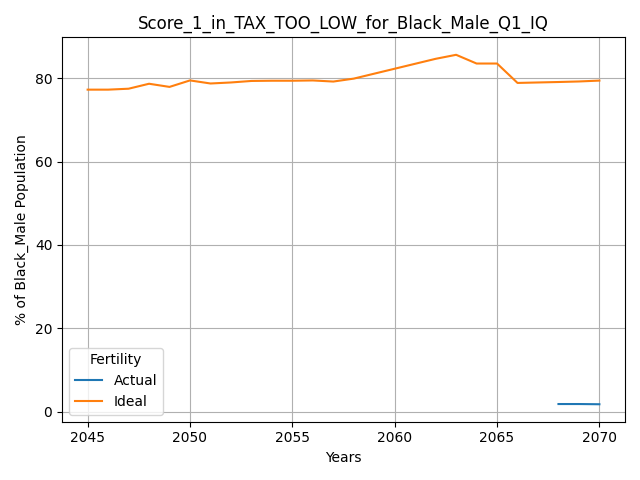 Score_1_in_TAX_TOO_LOW_for_Black_Male_Q1_IQ
% of Black_Male Population
80
60
40
20
0
Fertility
Actual
Ideal
2045 2050 2055 2060 2065 2070
Years